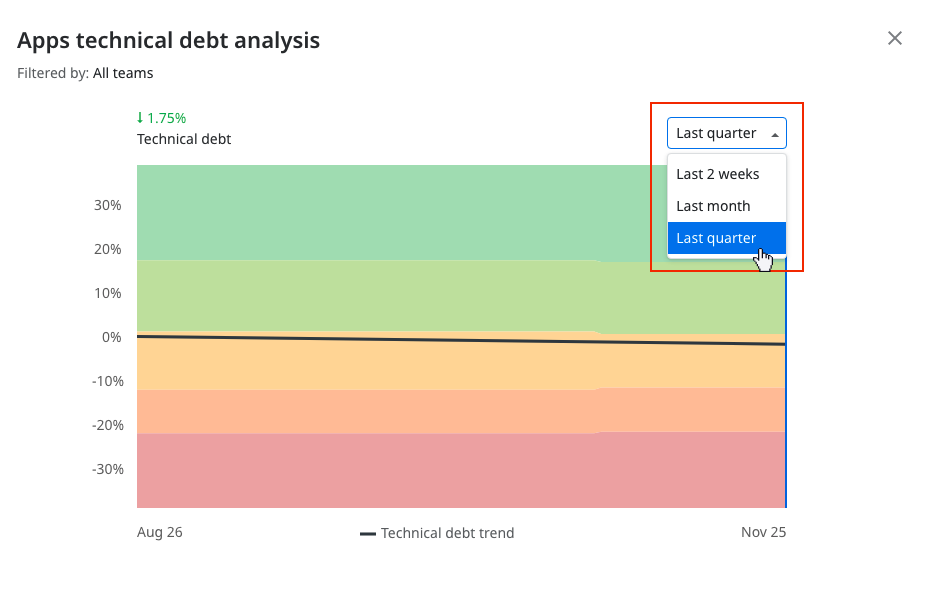 Apps technical debt analysis
Filtered by: All teams
↓ 1.75%
Technical debt
Last quarter
Last 2 weeks
Last month
Last quarter
30%
20%
10%
0%
-10%
-20%
-30%
Aug 26
Technical debt trend
Nov 25